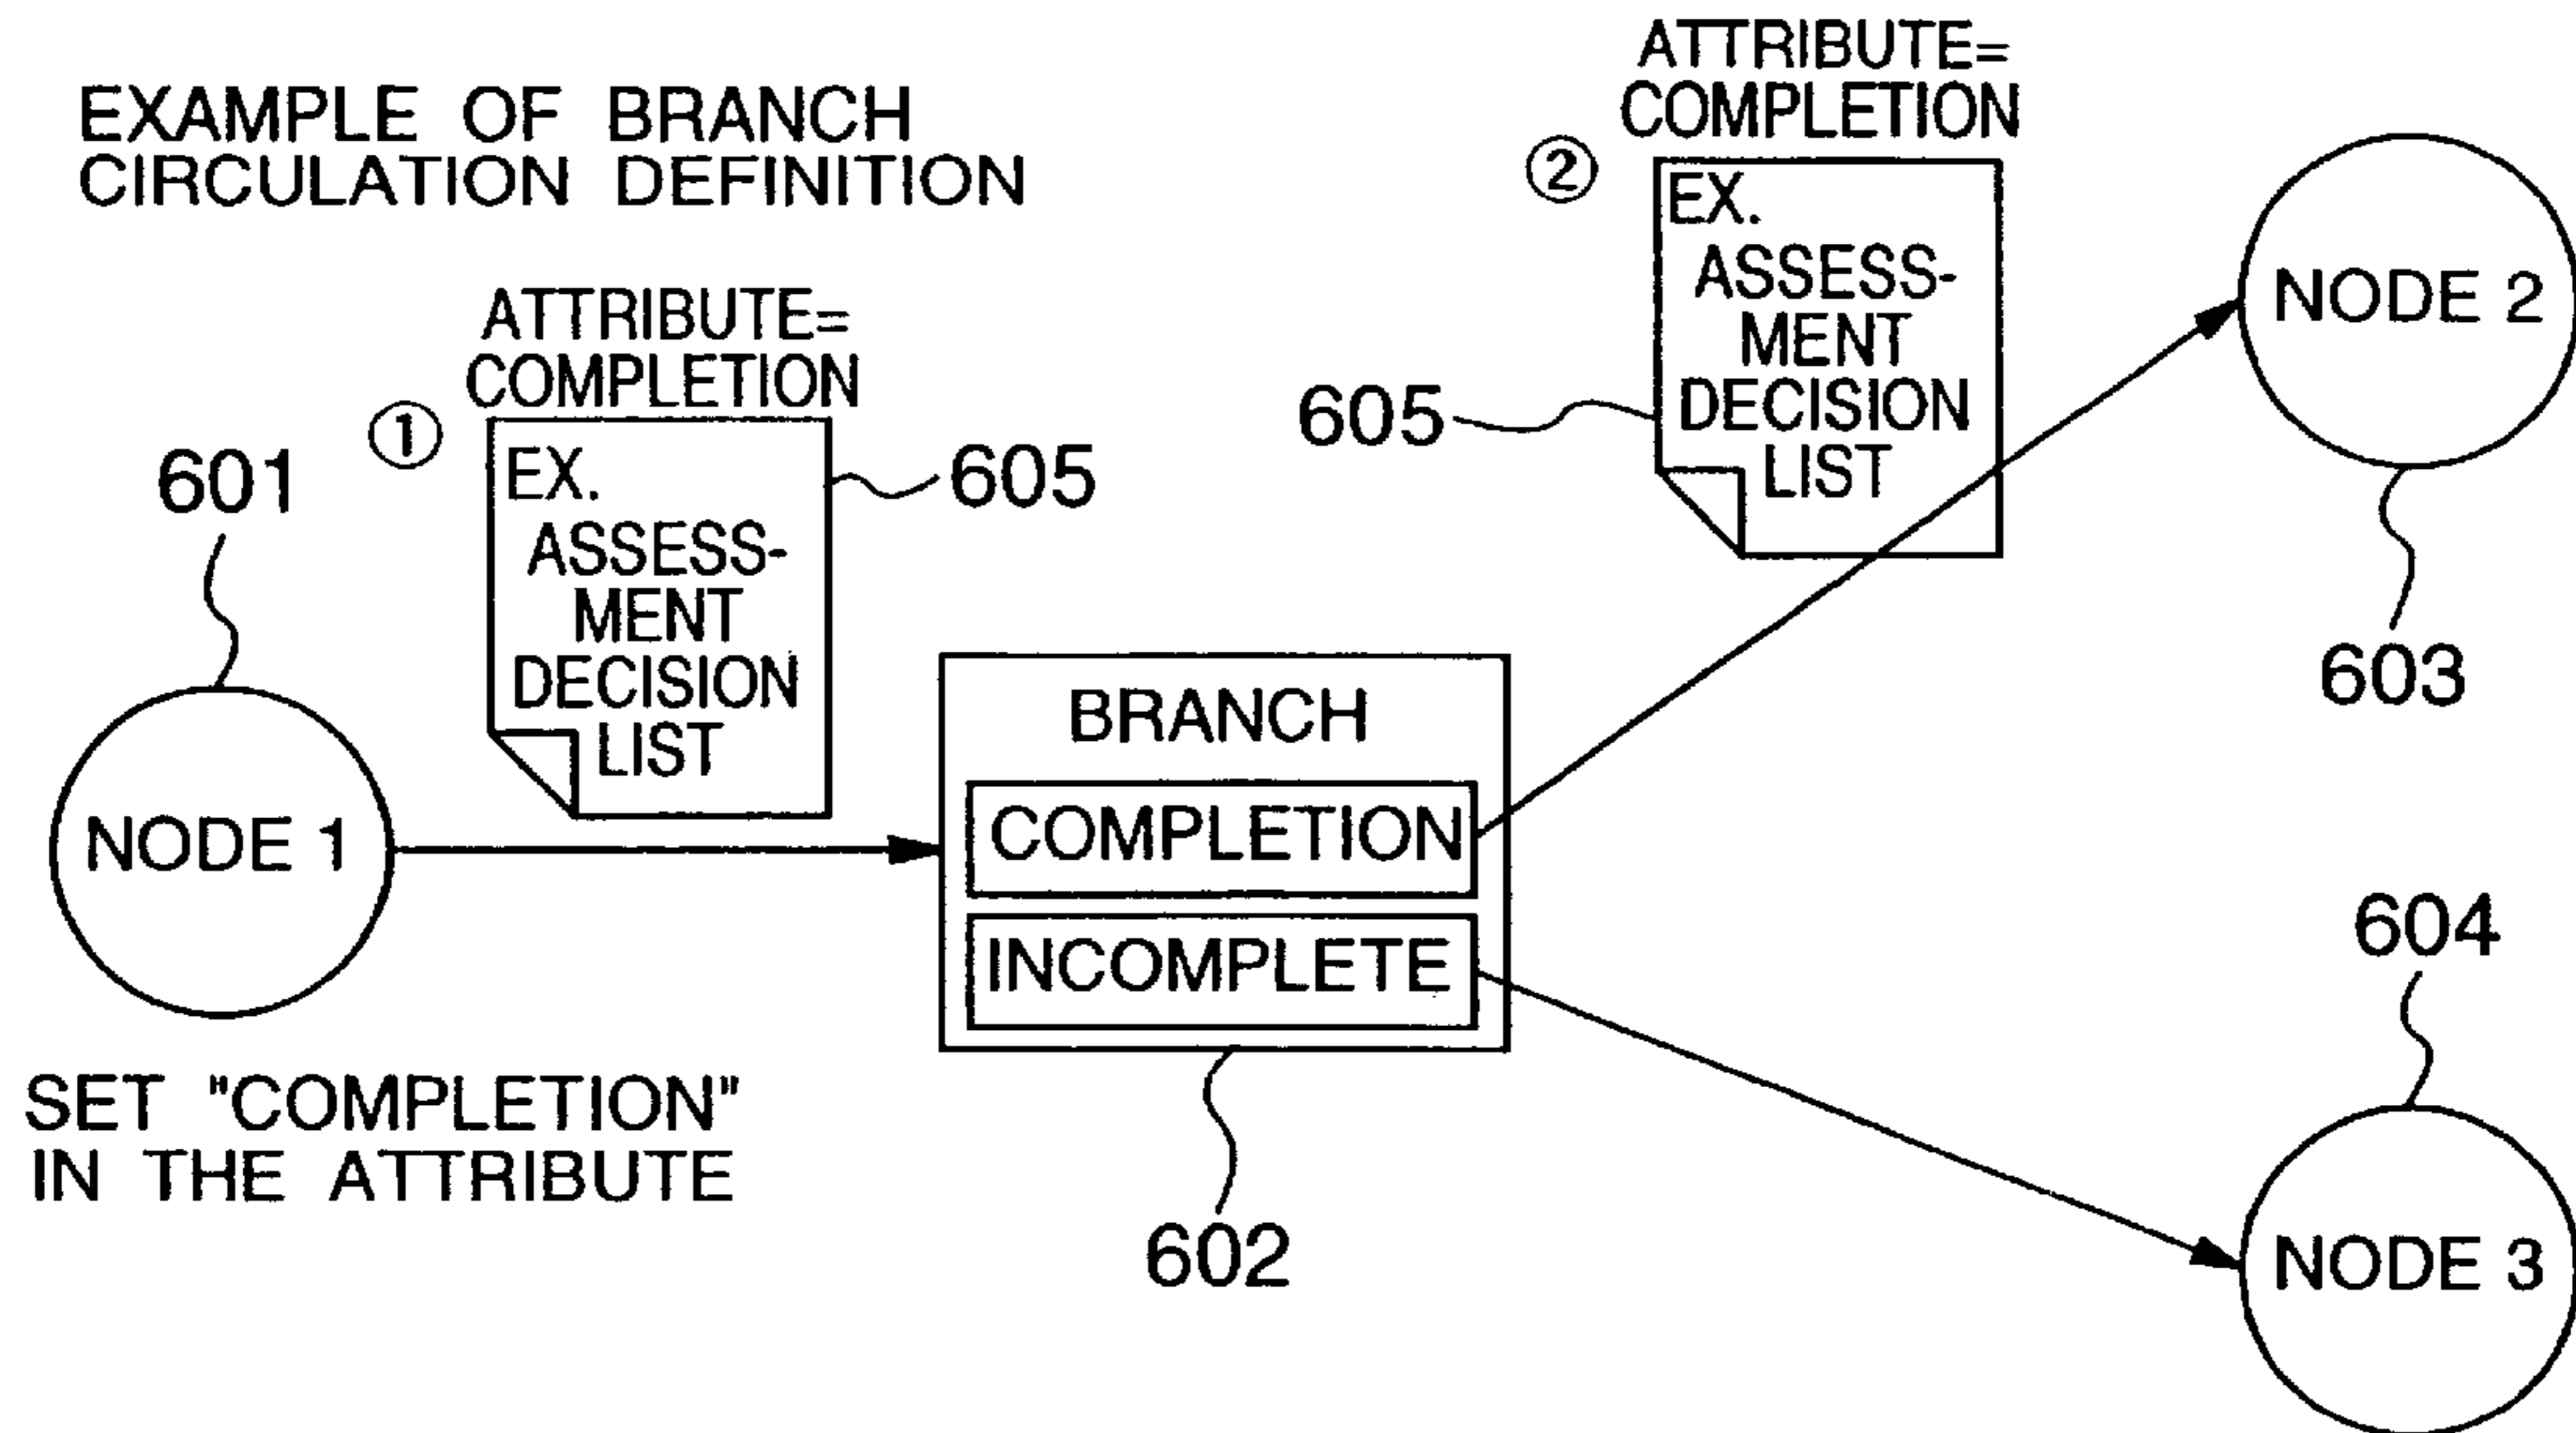 EXAMPLE OF BRANCH
CIRCULATION DEFINITION
ATTRIBUTE=
COMPLETION
①
EX.
ASSESS-
MENT
DECISION
LIST
605
601
NODE 1
SET "COMPLETION"
IN THE ATTRIBUTE
BRANCH
COMPLETION
INCOMPLETE
602
ATTRIBUTE=
COMPLETION
②
EX.
ASSESS-
MENT
DECISION
LIST
605
NODE 2
603
604
NODE 3